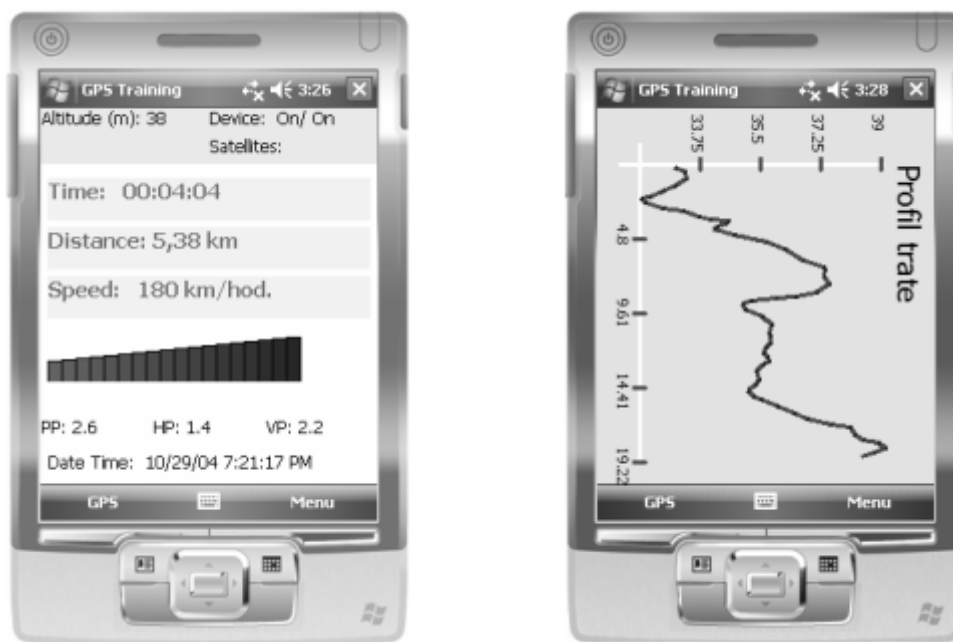 GPS Training 3:26
Altitude (m): 38 Device: On/ On
Satellites:
Time: 00:04:04
Distance: 5,38 km
Speed: 180 km/hod.
PP: 2.6 HP: 1.4 VP: 2.2
Date Time: 10/29/04 7:21:17 PM
GPS Menu
GPS Training 3:28
Profil trate
33.75 35.5 37.25 39
4.8 9.61 14.41 19.22
GPS Menu